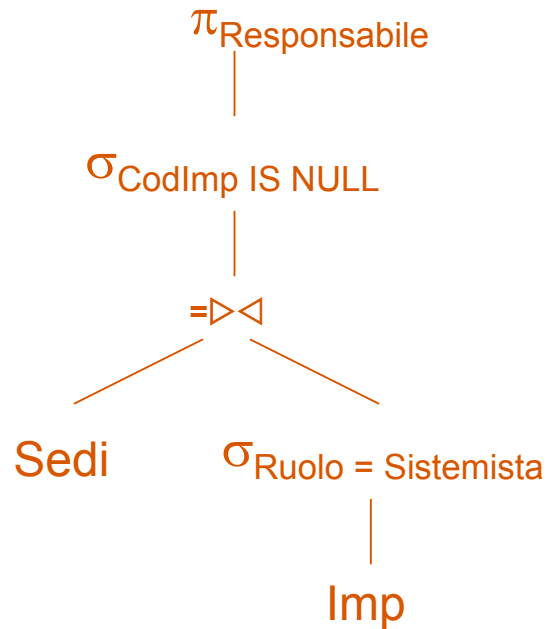 πResponsabile
σCodImp IS NULL
=▷◁
Sedi
σRuolo = Sistemista
Imp